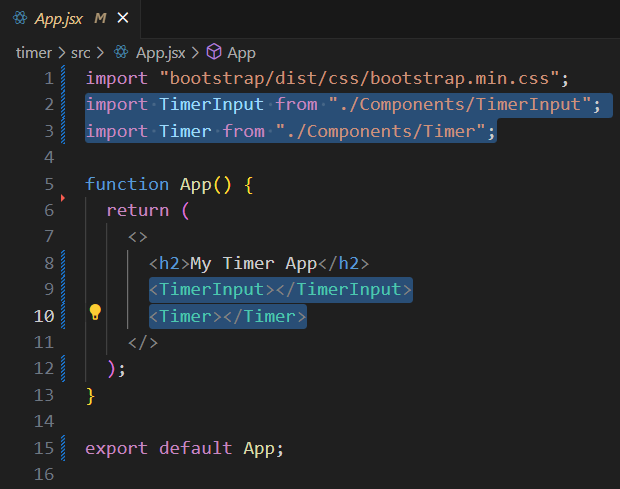 App.jsx M ×
timer > src > App.jsx > App
1 import "bootstrap/dist/css/bootstrap.min.css";
2 import TimerInput from "./Components/TimerInput";
3 import Timer from "./Components/Timer";
4
5 function App() {
6 return (
7 <>
8 <h2>My Timer App</h2>
9 <TimerInput></TimerInput>
10 <Timer></Timer>
11 </>
12 );
13 }
14
15 export default App;
16